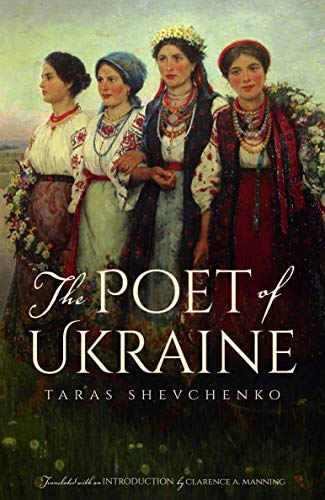 The POET of
UKRAINE
TARAS SHEVCHENKO
Translated with an INTRODUCTION by CLARENCE A. MANNING